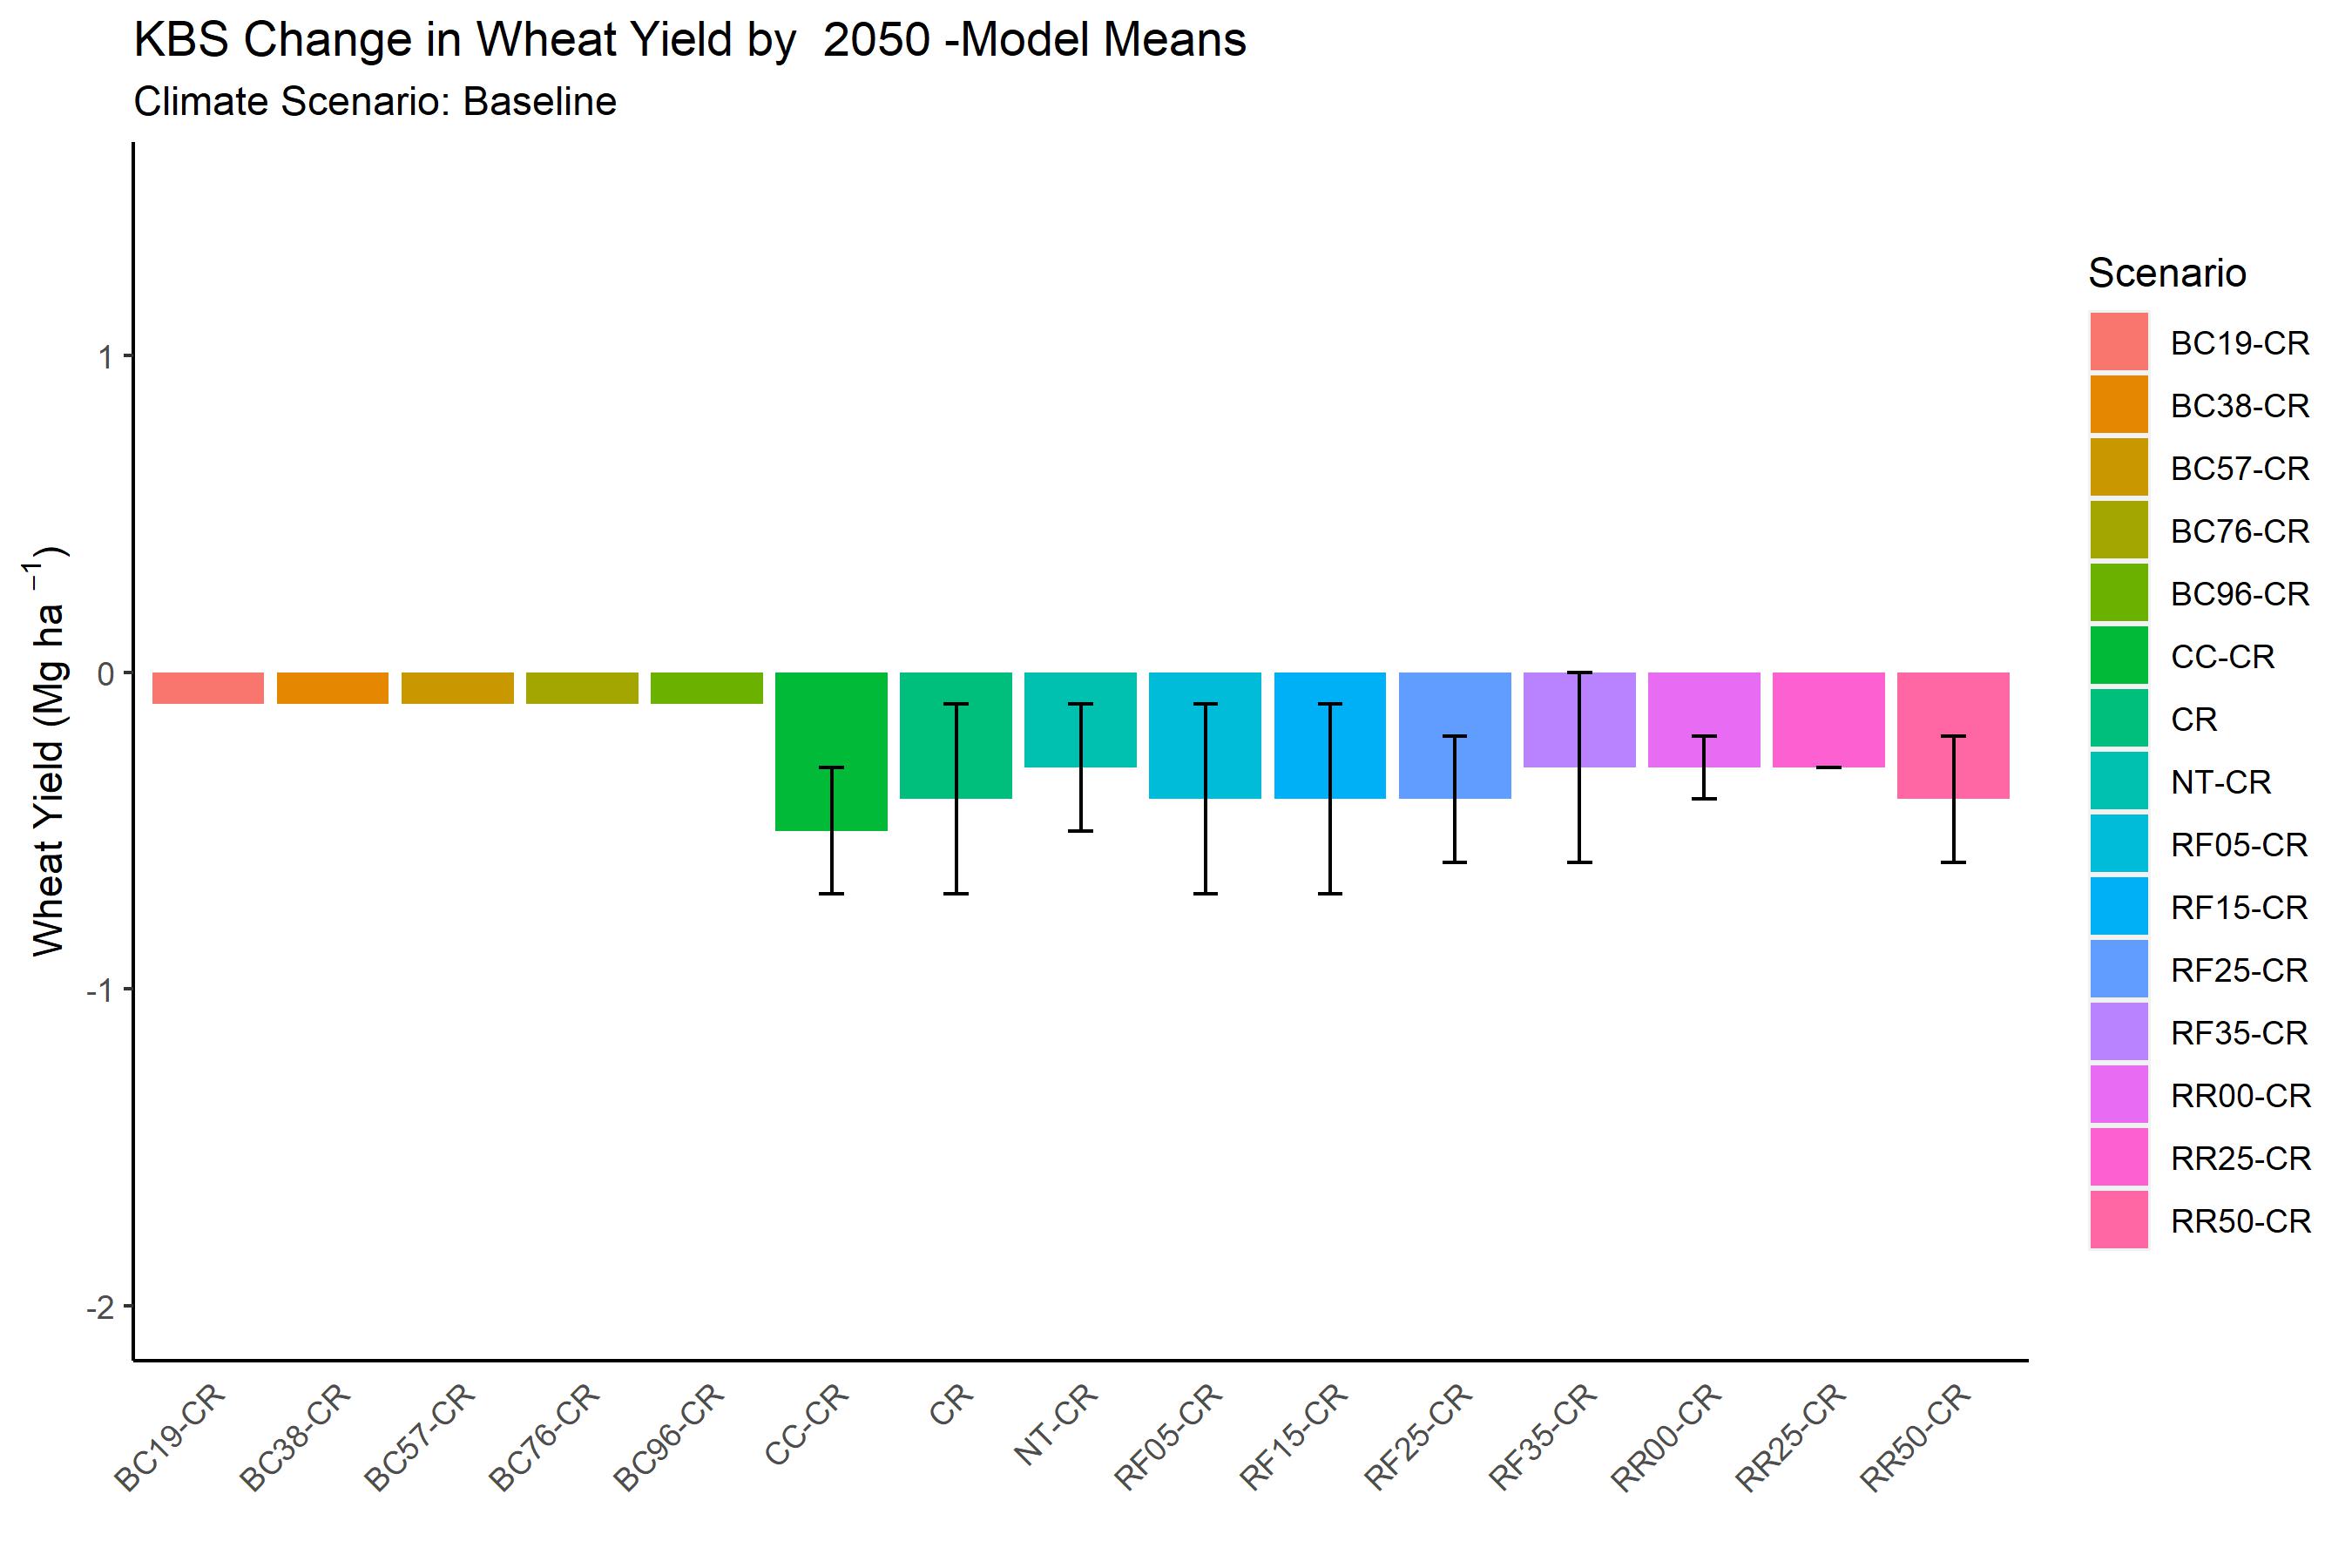 KBS Change in Wheat Yield by  2050 -Model Means
Climate Scenario: Baseline
Wheat Yield (Mg ha ⁻¹)
1
0
-1
-2
BC19-CR
BC38-CR
BC57-CR
BC76-CR
BC96-CR
CC-CR
CR
NT-CR
RF05-CR
RF15-CR
RF25-CR
RF35-CR
RR00-CR
RR25-CR
RR50-CR
Scenario
BC19-CR
BC38-CR
BC57-CR
BC76-CR
BC96-CR
CC-CR
CR
NT-CR
RF05-CR
RF15-CR
RF25-CR
RF35-CR
RR00-CR
RR25-CR
RR50-CR